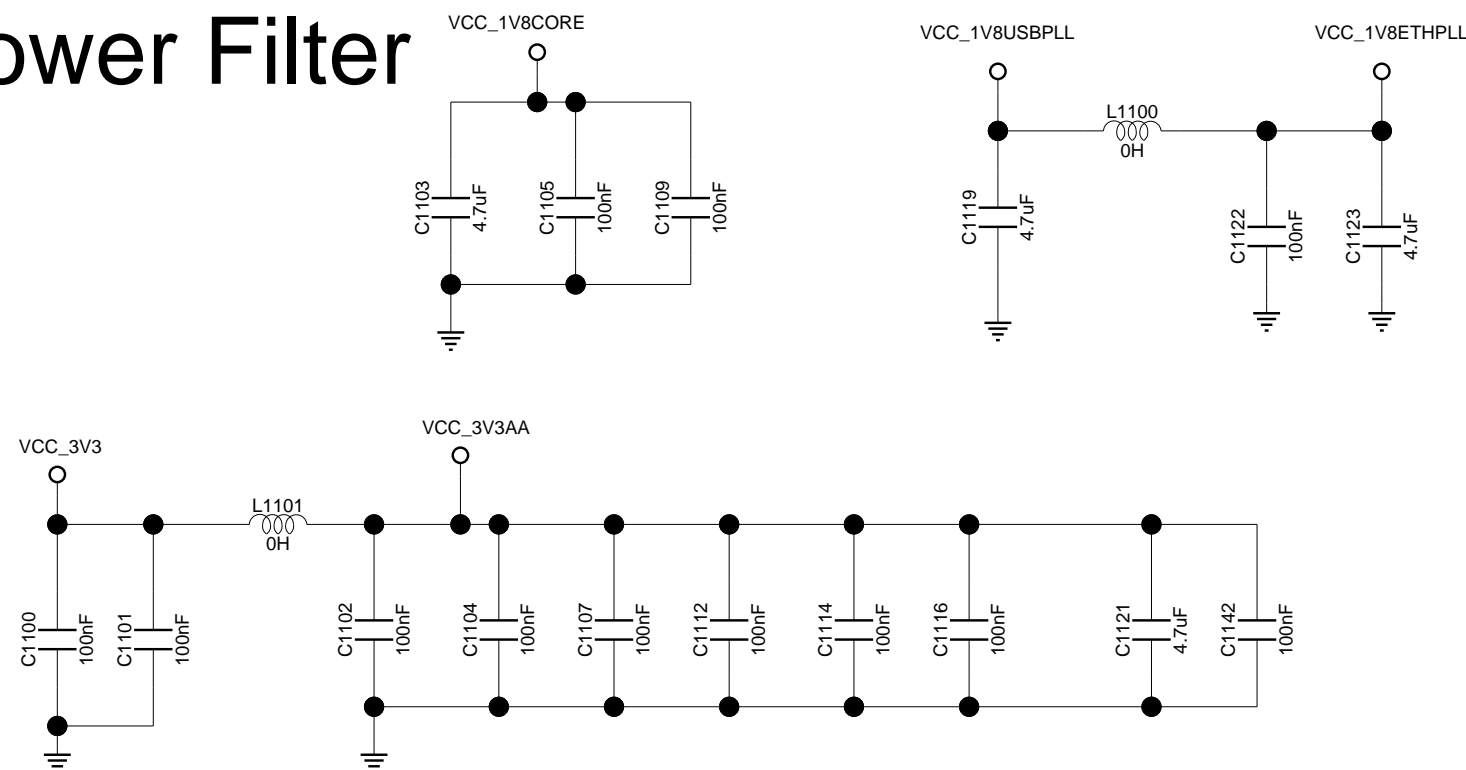 ower Filter
VCC_1V8CORE
C1103
4.7uF
C1105
100nF
C1109
100nF
VCC_1V8USBPLL
VCC_1V8ETHPLL
L1100
0H
C1119
4.7uF
C1122
100nF
C1123
4.7uF
VCC_3V3
VCC_3V3AA
L1101
0H
C1100
100nF
C1101
100nF
C1102
100nF
C1104
100nF
C1107
100nF
C1112
100nF
C1114
100nF
C1116
100nF
C1121
4.7uF
C1142
100nF